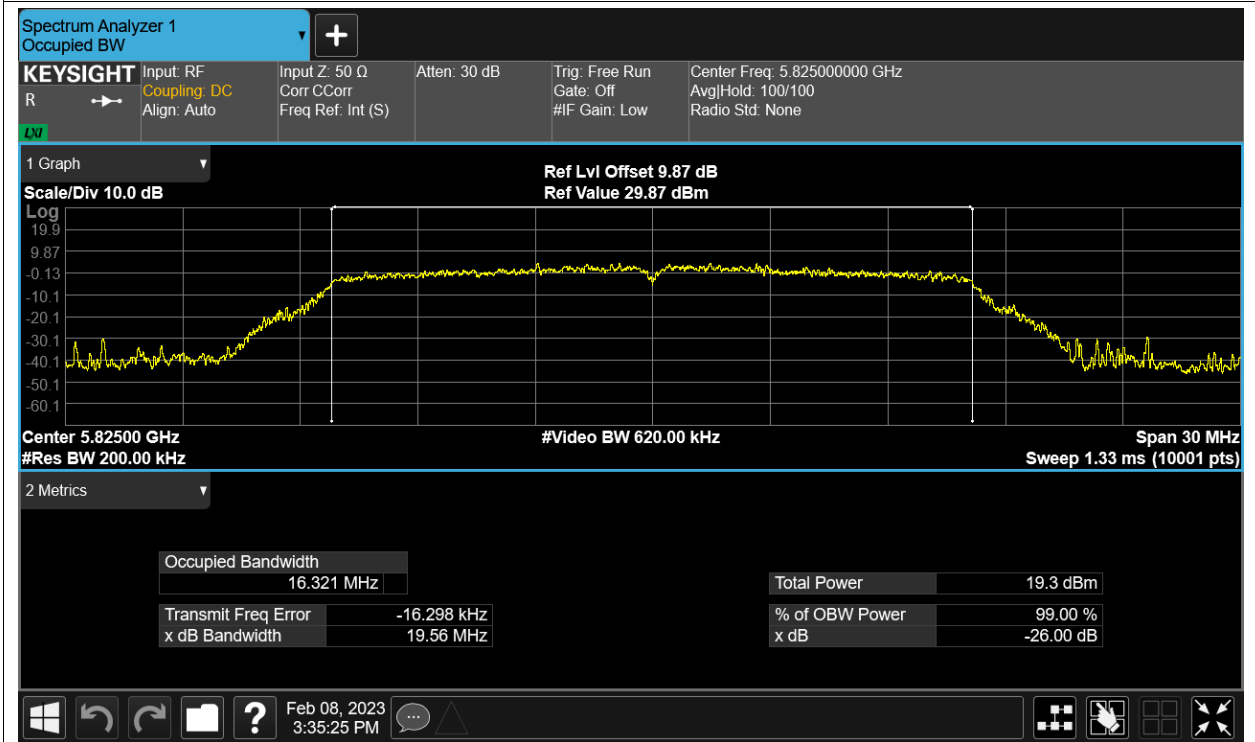 Spectrum Analyzer 1
Occupied BW
KEYSIGHT
R
LXI
Input: RF
Coupling: DC
Align: Auto
Input Z: 50 Ω
Corr CCorr
Freq Ref: Int (S)
Atten: 30 dB
Trig: Free Run
Gate: Off
#IF Gain: Low
Center Freq: 5.825000000 GHz
Avg|Hold: 100/100
Radio Std: None
1 Graph
Scale/Div 10.0 dB
Ref Lvl Offset 9.87 dB
Ref Value 29.87 dBm
Log
19.9
9.87
-0.13
-10.1
-20.1
-30.1
-40.1
-50.1
-60.1
Center 5.82500 GHz
#Video BW 620.00 kHz
Span 30 MHz
#Res BW 200.00 kHz
Sweep 1.33 ms (10001 pts)
2 Metrics
Occupied Bandwidth
16.321 MHz
Transmit Freq Error -16.298 kHz
x dB Bandwidth 19.56 MHz
Total Power 19.3 dBm
% of OBW Power 99.00 %
x dB -26.00 dB
?
Feb 08, 2023
3:35:25 PM